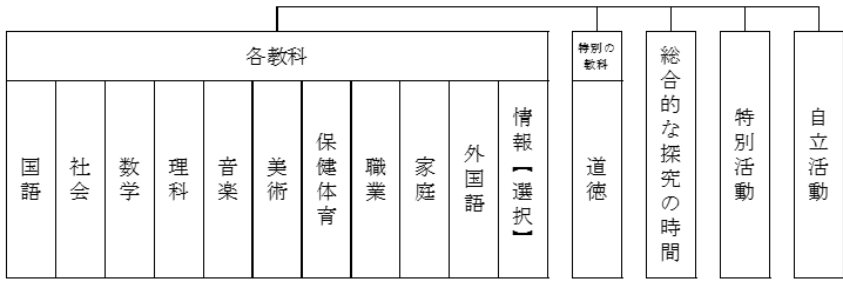 各教科
国語
社会
数学
理科
音楽
美術
保健体育
職業
家庭
外国語
情報【選択】
特別の
教科
道徳
総合的な探究の時間
特別活動
自立活動